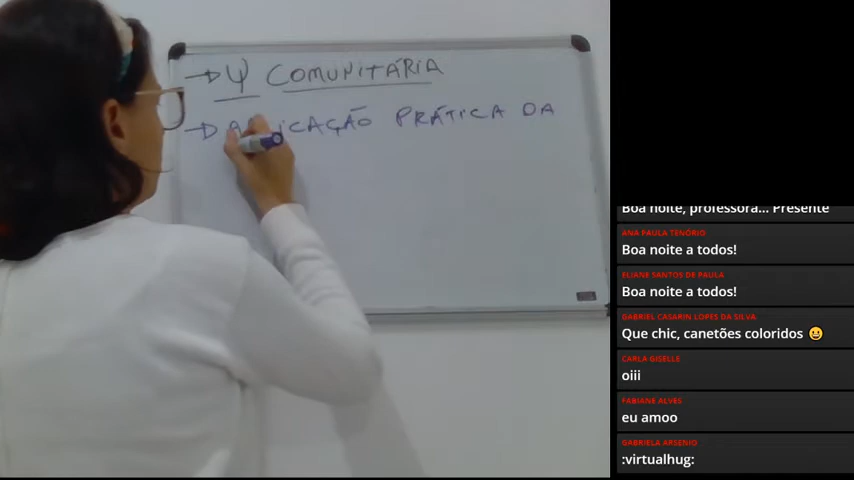 → Ψ COMUNITÁRIA
→ ICAÇÃO PRÁTICA DA
Boa noite, professora... Presente
ANA PAULA TENÓRIO
Boa noite a todos!
ELIANE SANTOS DE PAULA
Boa noite a todos!
GABRIEL CASARIN LOPES DA SILVA
Que chic, canetões coloridos 😀
CARLA GISELLE
oiii
FABIANE ALVES
eu amoo
GABRIELA ARSENIO
:virtualhug: